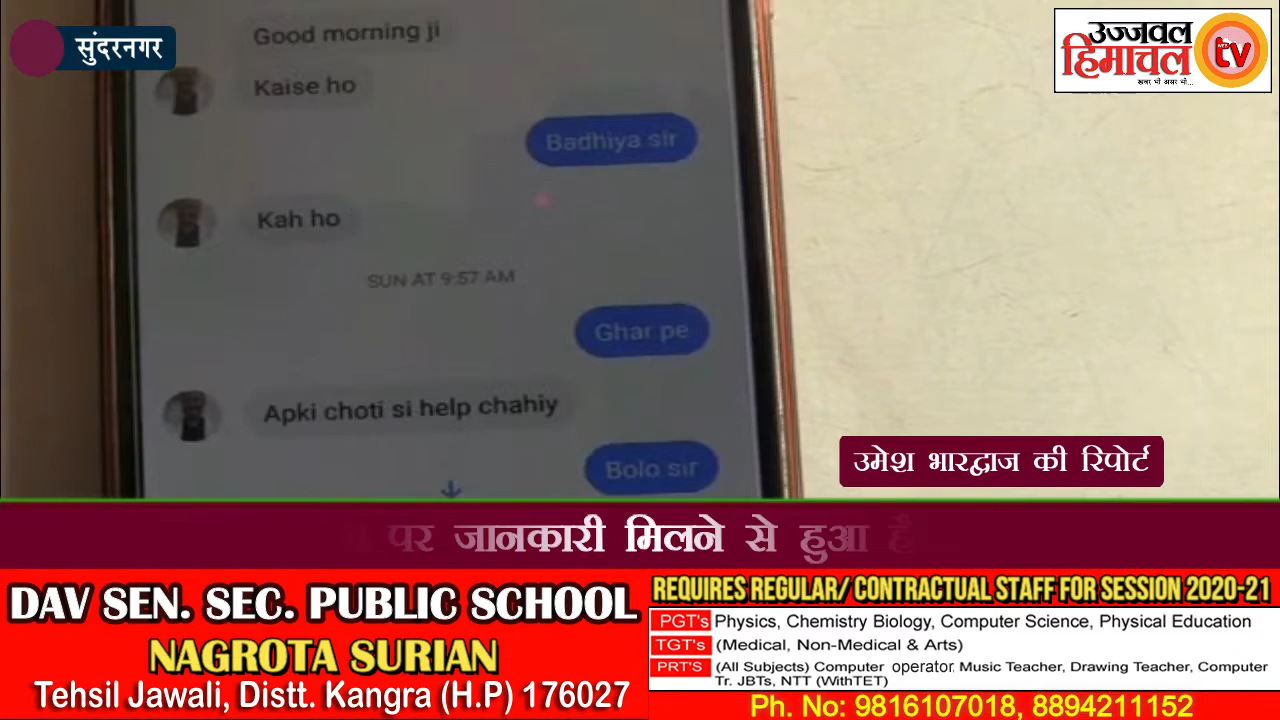 सुंदरनगर
उज्जवल
हिमाचल
tv
खबर भी असर भी...
Good morning ji
Kaise ho
Badhiya sir
Kah ho
SUN AT 9:57 AM
Ghar pe
Apki choti si help chahiy
Bolo sir
उमेश भारद्वाज की रिपोर्ट
पर जानकारी मिलने से हुआ
DAV SEN. SEC. PUBLIC SCHOOL
NAGROTA SURIAN
Tehsil Jawali, Distt. Kangra (H.P) 176027
REQUIRES REGULAR/ CONTRACTUAL STAFF FOR SESSION 2020-21
PGT's Physics, Chemistry Biology, Computer Science, Physical Education
TGT's (Medical, Non-Medical & Arts)
PRT'S (All Subjects) Computer operator. Music Teacher, Drawing Teacher, Computer
Tr. JBTs, NTT (WithTET)
Ph. No: 9816107018, 8894211152